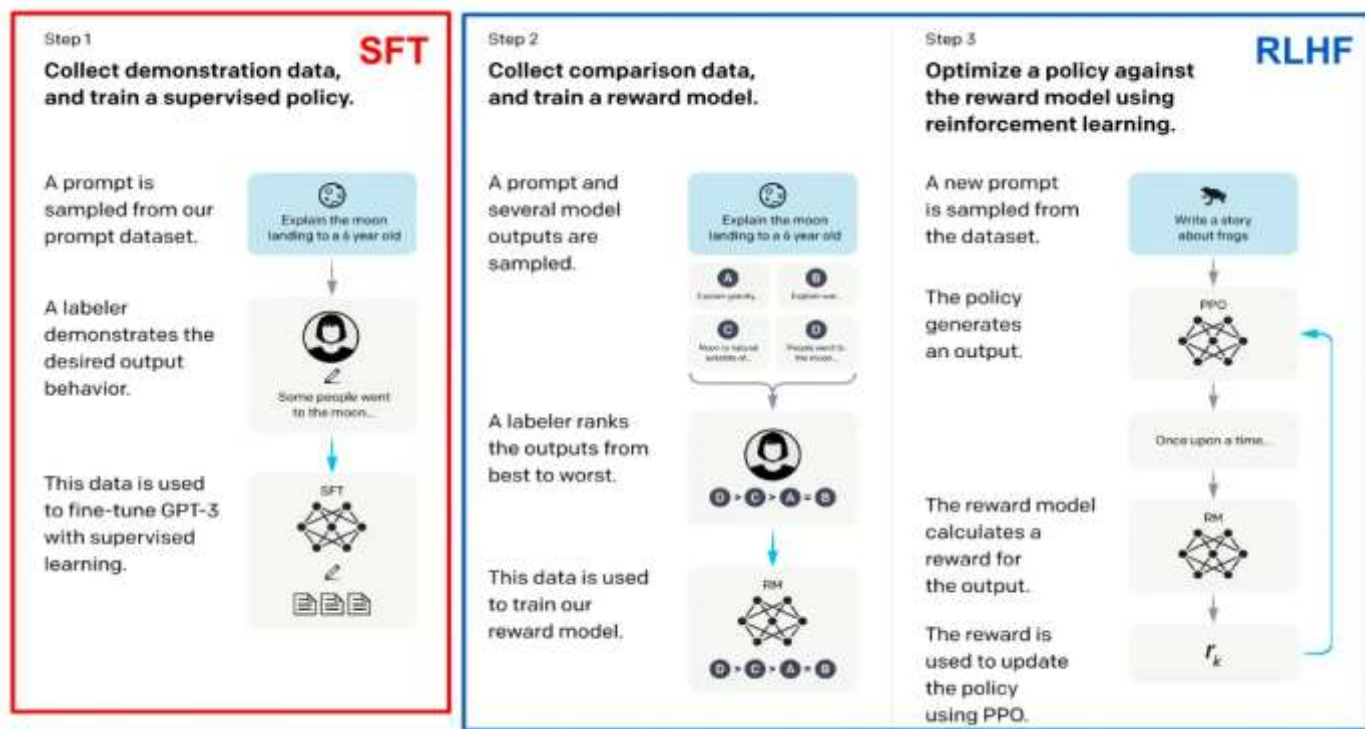 Step 1
SFT
Collect demonstration data,
and train a supervised policy.
A prompt is
sampled from our
prompt dataset.
Explain the moon
landing to a 6 year old
A labeler
demonstrates the
desired output
behavior.
Some people went
to the moon...
This data is used
to fine-tune GPT-3
with supervised
learning.
SFT
Step 2
Collect comparison data,
and train a reward model.
A prompt and
several model
outputs are
sampled.
Explain the moon
landing to a 6 year old
A
Explain gravity...
B
Explain war...
C
Moon is natural
satellite of...
D
People went to
the moon...
A labeler ranks
the outputs from
best to worst.
D > C > A = B
This data is used
to train our
reward model.
RM
D > C > A = B
Step 3
RLHF
Optimize a policy against
the reward model using
reinforcement learning.
A new prompt
is sampled from
the dataset.
Write a story
about frogs
The policy
generates
an output.
PPO
Once upon a time...
The reward model
calculates a
reward for
the output.
RM
The reward is
used to update
the policy
using PPO.
rk